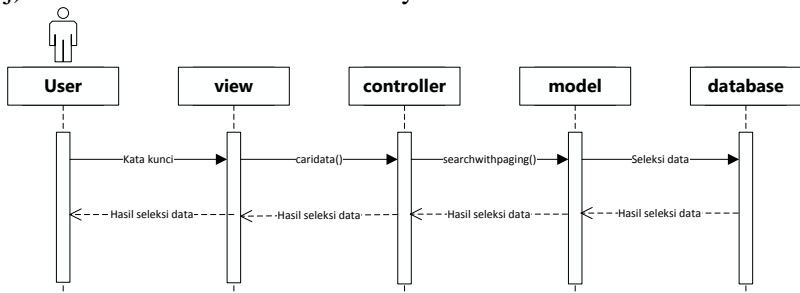 User
view
controller
model
database
Kata kunci
caridata()
searchwithpaging()
Seleksi data
Hasil seleksi data
Hasil seleksi data
Hasil seleksi data
Hasil seleksi data